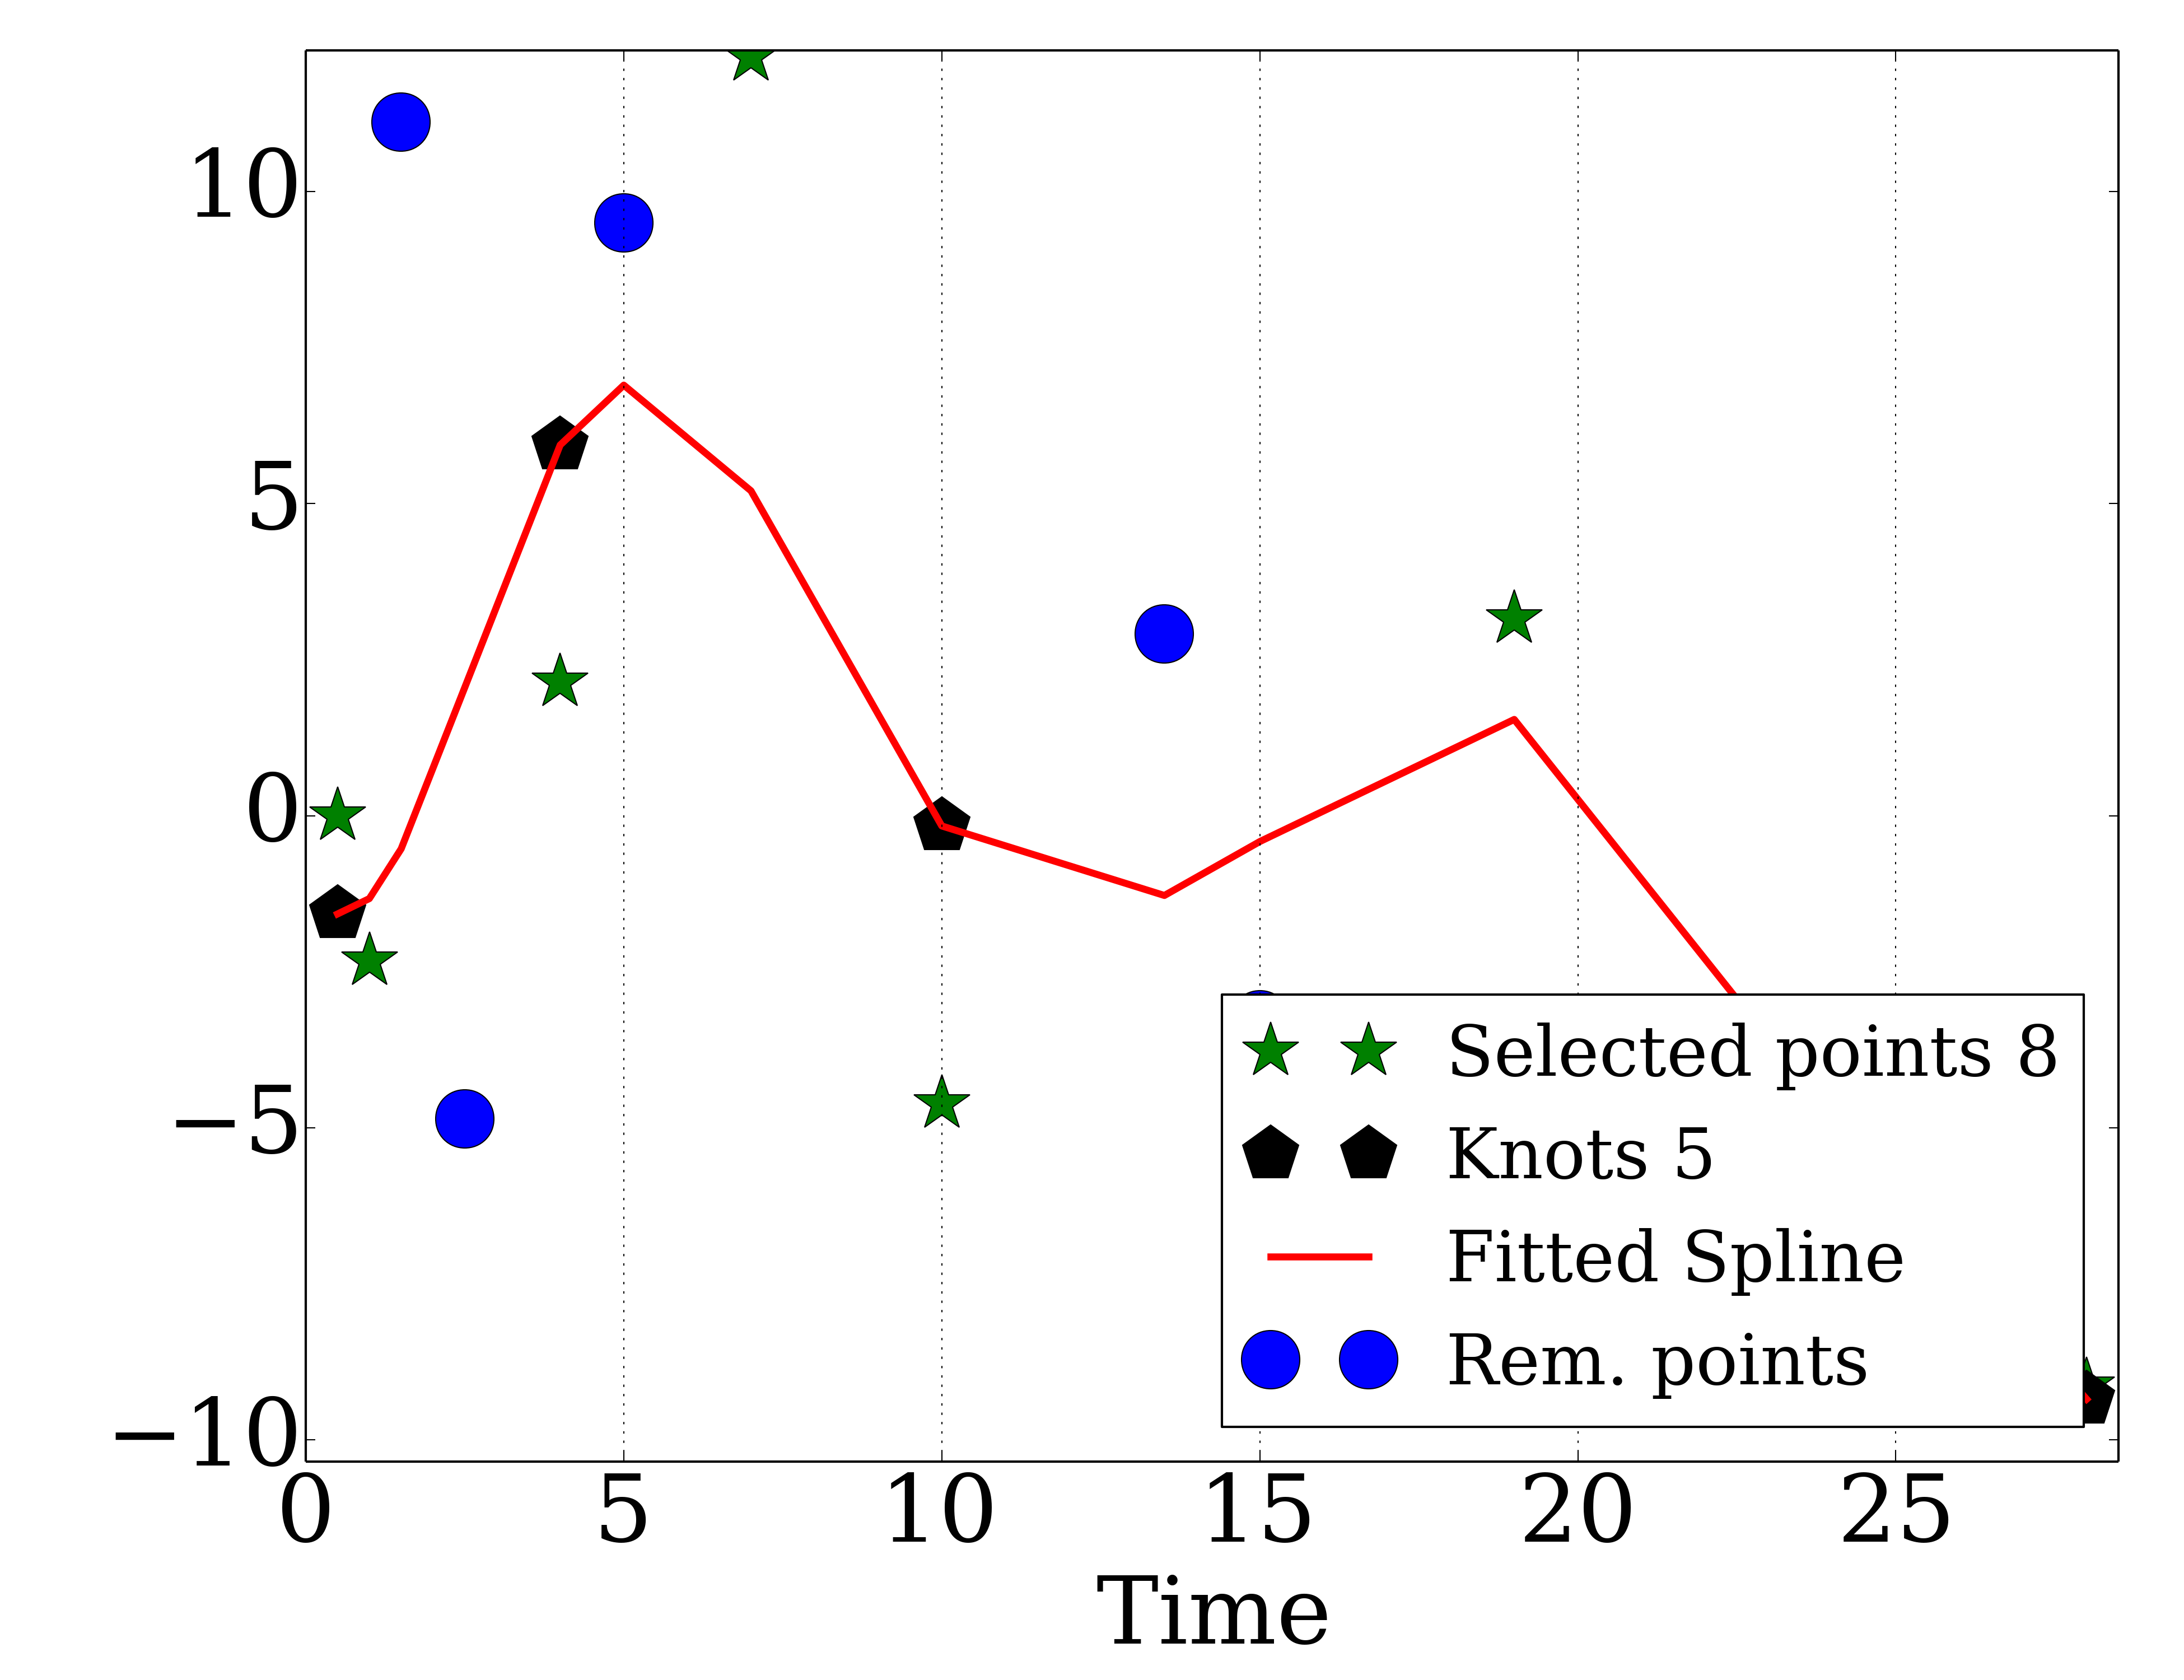 10
5
0
−5
−10
Selected points 8
Knots 5
Fitted Spline
Rem. points
0 5 10 15 20 25
Time